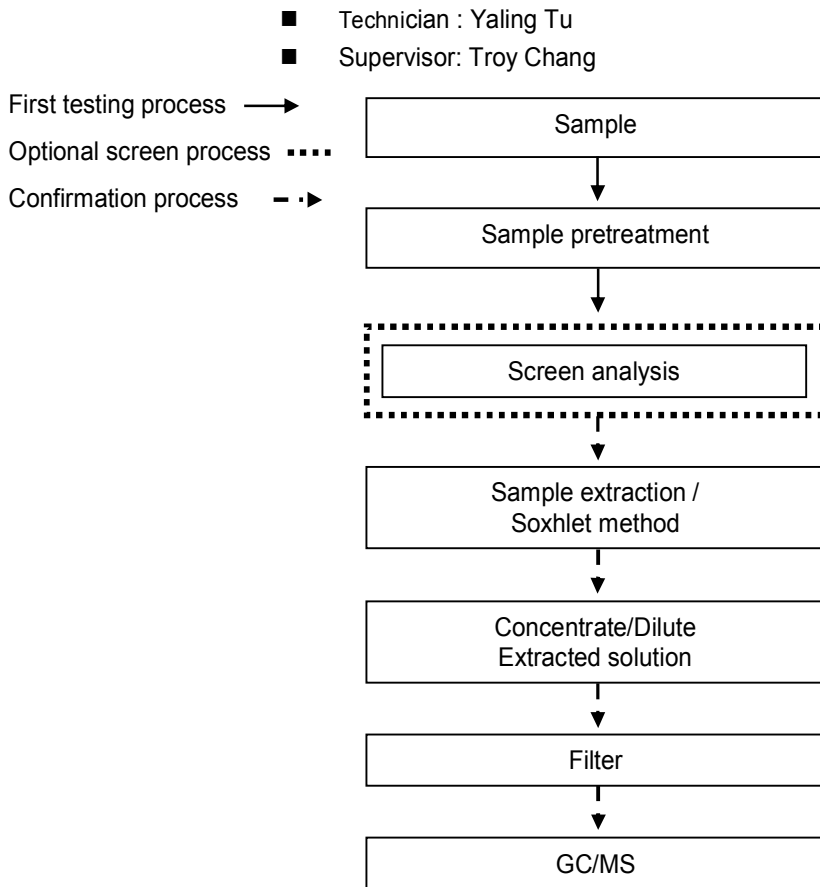 ■ Technician : Yaling Tu
■ Supervisor: Troy Chang
First testing process
Optional screen process
Confirmation process
Sample
Sample pretreatment
Screen analysis
Sample extraction /
Soxhlet method
Concentrate/Dilute
Extracted solution
Filter
GC/MS